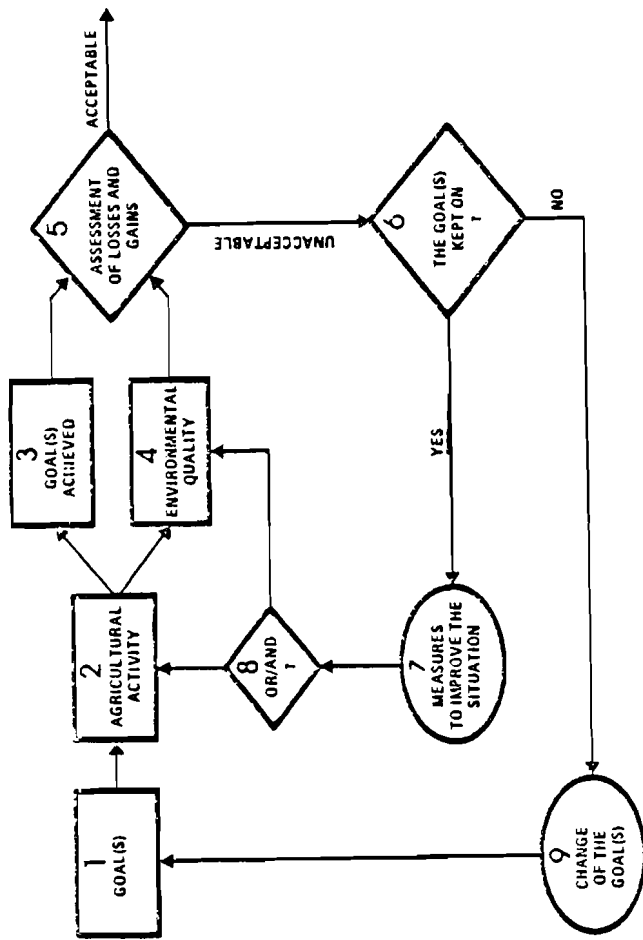 1
GOAL(S)
2
AGRICULTURAL
ACTIVITY
3
GOAL(S)
ACHIEVED
4
ENVIRONMENTAL
QUALITY
5
ASSESSMENT
OF LOSSES AND
GAINS
ACCEPTABLE
UNACCEPTABLE
6
THE GOAL(S)
KEPT ON
?
YES
NO
7
MEASURES
TO IMPROVE THE
SITUATION
8
OR/AND
?
9
CHANGE
OF THE
GOAL(S)